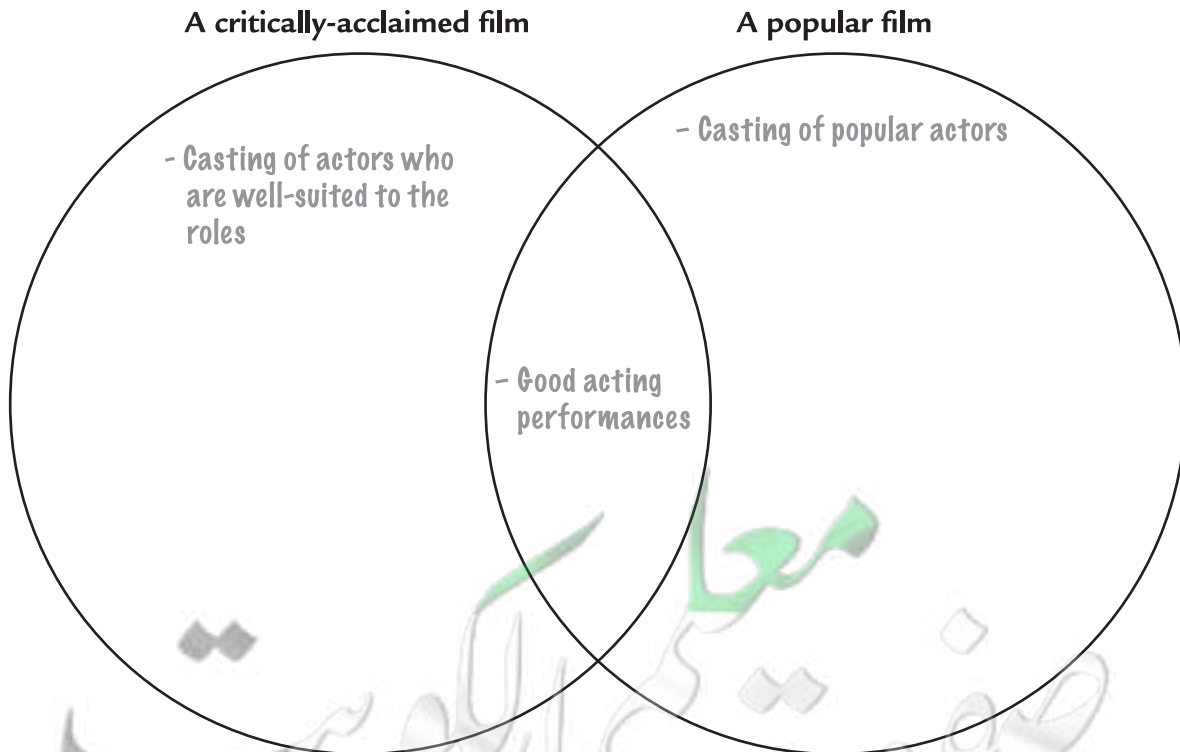 A critically-acclaimed film
A popular film
- Casting of actors who
are well-suited to the
roles
– Casting of popular actors
– Good acting
performances